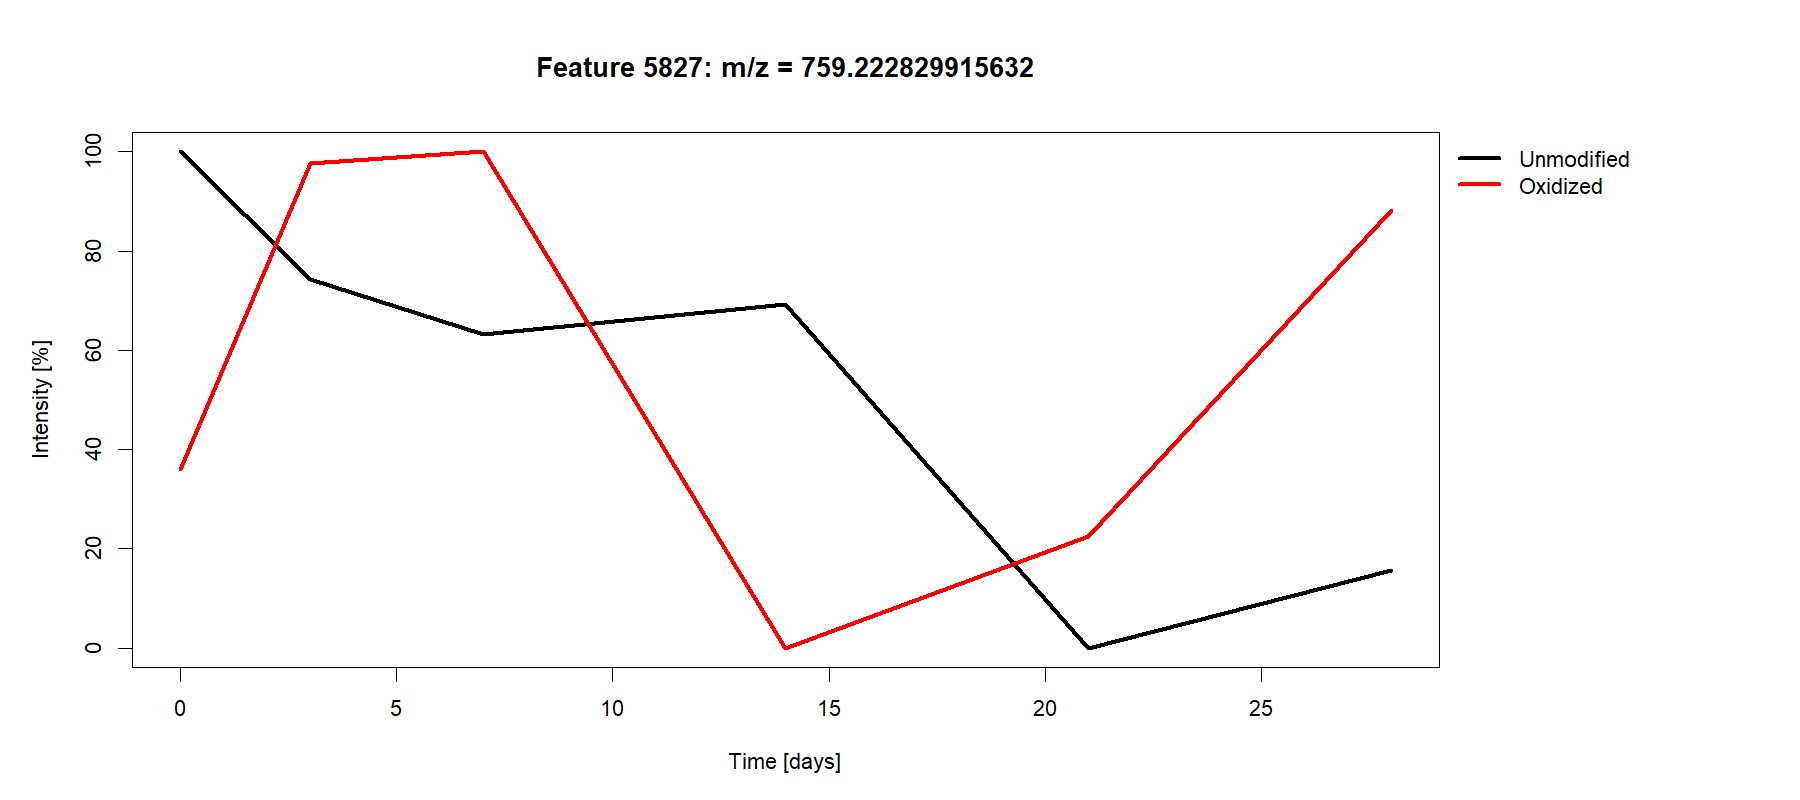 Feature 5827: m/z = 759.222829915632
Unmodified
Oxidized
Intensity [%]
100
80
60
40
20
0
0 5 10 15 20 25
Time [days]